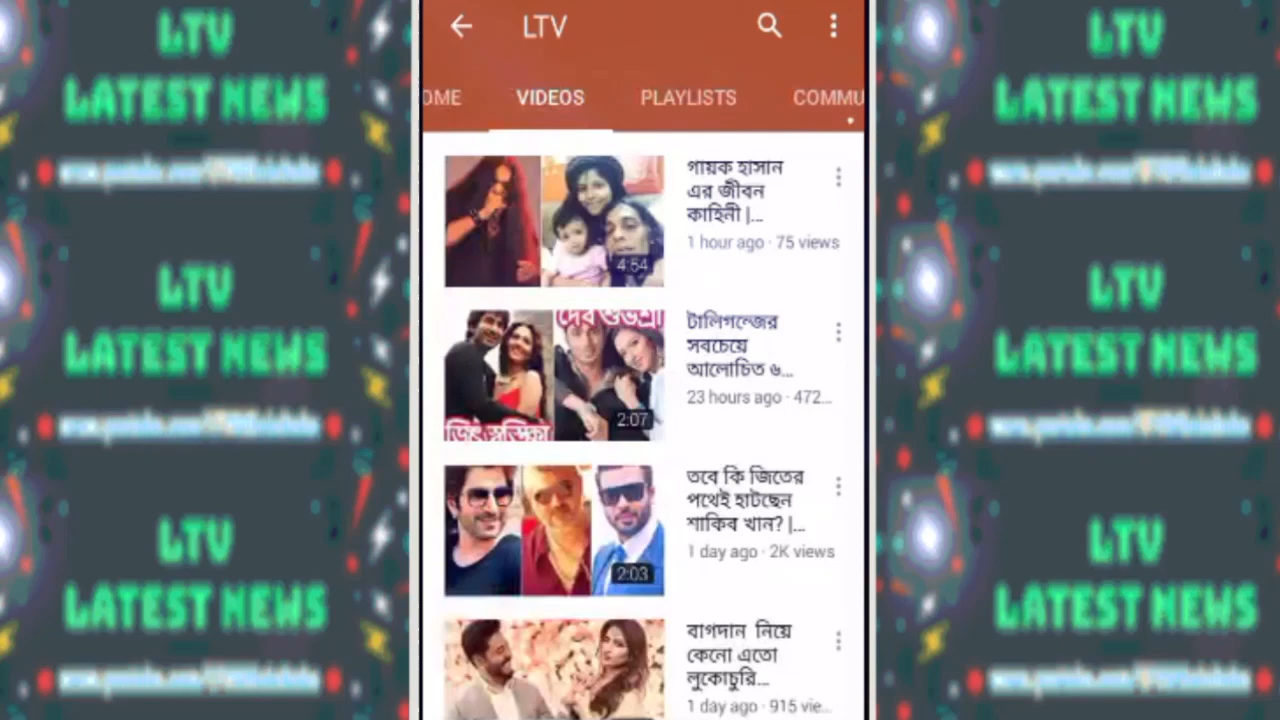 LTV
LATEST NEWS
LTV
LATEST NEWS
LTV
LATEST NEWS
LTV
OME VIDEOS PLAYLISTS COMMU
গায়ক হাসান
এর জীবন
কাহিনী |...
1 hour ago · 75 views
4:54
টালিগন্জের
সবচেয়ে
আলোচিত ৬...
23 hours ago · 472...
দেব শুভশ্রী
2:07
তবে কি জিতের
পথেই হাটছেন
শাকিব খান? |...
1 day ago · 2K views
2:03
বাগদান নিয়ে
কেনো এতো
লুকোচুরি...
1 day ago · 915 vie...
LTV
LATEST NEWS
LTV
LATEST NEWS
LTV
LATEST NEWS